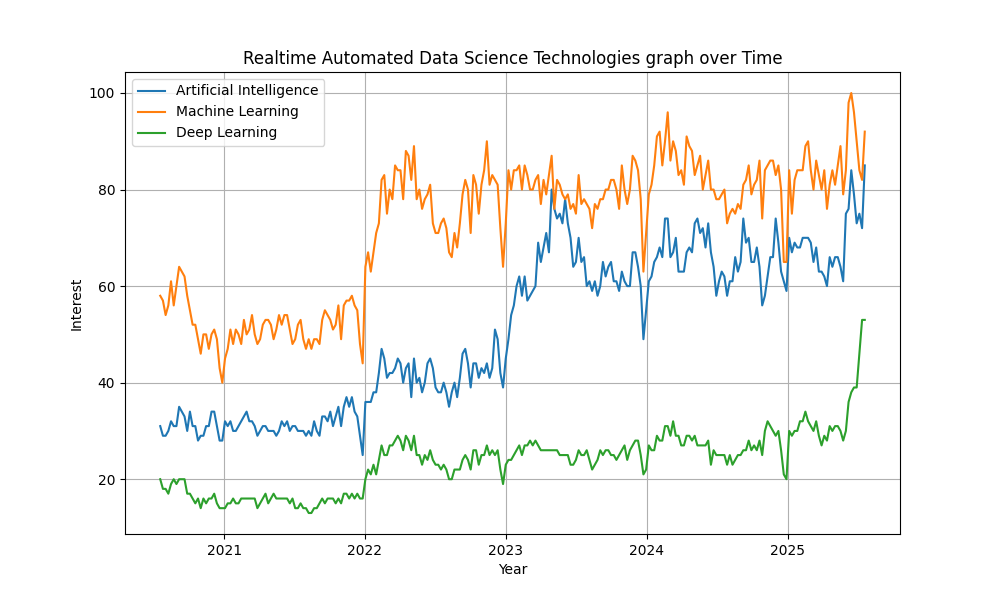 Realtime Automated Data Science Technologies graph over Time
Artificial Intelligence
Machine Learning
Deep Learning
100
80
60
40
20
Interest
2021 2022 2023 2024 2025
Year